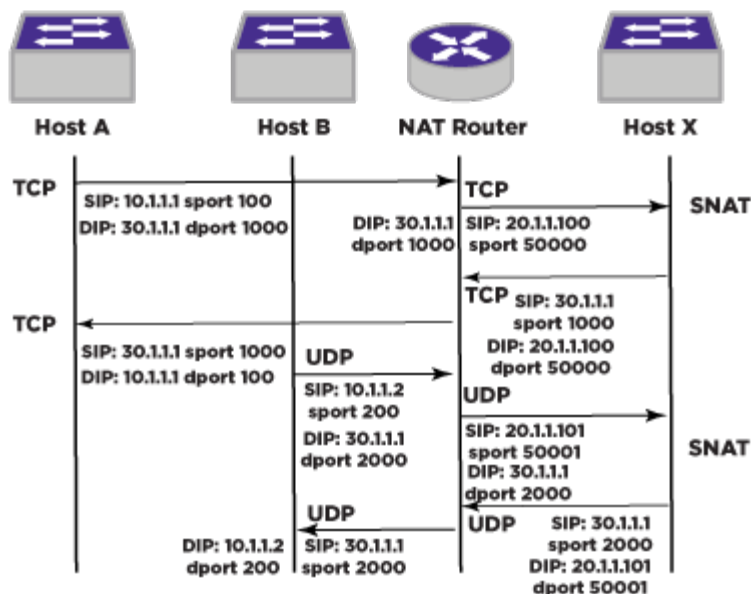 Host A
Host B
NAT Router
Host X
TCP
SIP: 10.1.1.1 sport 100
DIP: 30.1.1.1 dport 1000
TCP
DIP: 30.1.1.1
dport 1000
SIP: 20.1.1.100
sport 50000
SNAT
TCP
SIP: 30.1.1.1
sport 1000
DIP: 20.1.1.100
dport 50000
TCP
SIP: 30.1.1.1 sport 1000
DIP: 10.1.1.1 dport 100
UDP
SIP: 10.1.1.2
sport 200
DIP: 30.1.1.1
dport 2000
UDP
SIP: 20.1.1.101
sport 50001
DIP: 30.1.1.1
dport 2000
SNAT
UDP
SIP: 30.1.1.1
sport 2000
DIP: 20.1.1.101
dport 50001
UDP
DIP: 10.1.1.2
dport 200
SIP: 30.1.1.1
sport 2000